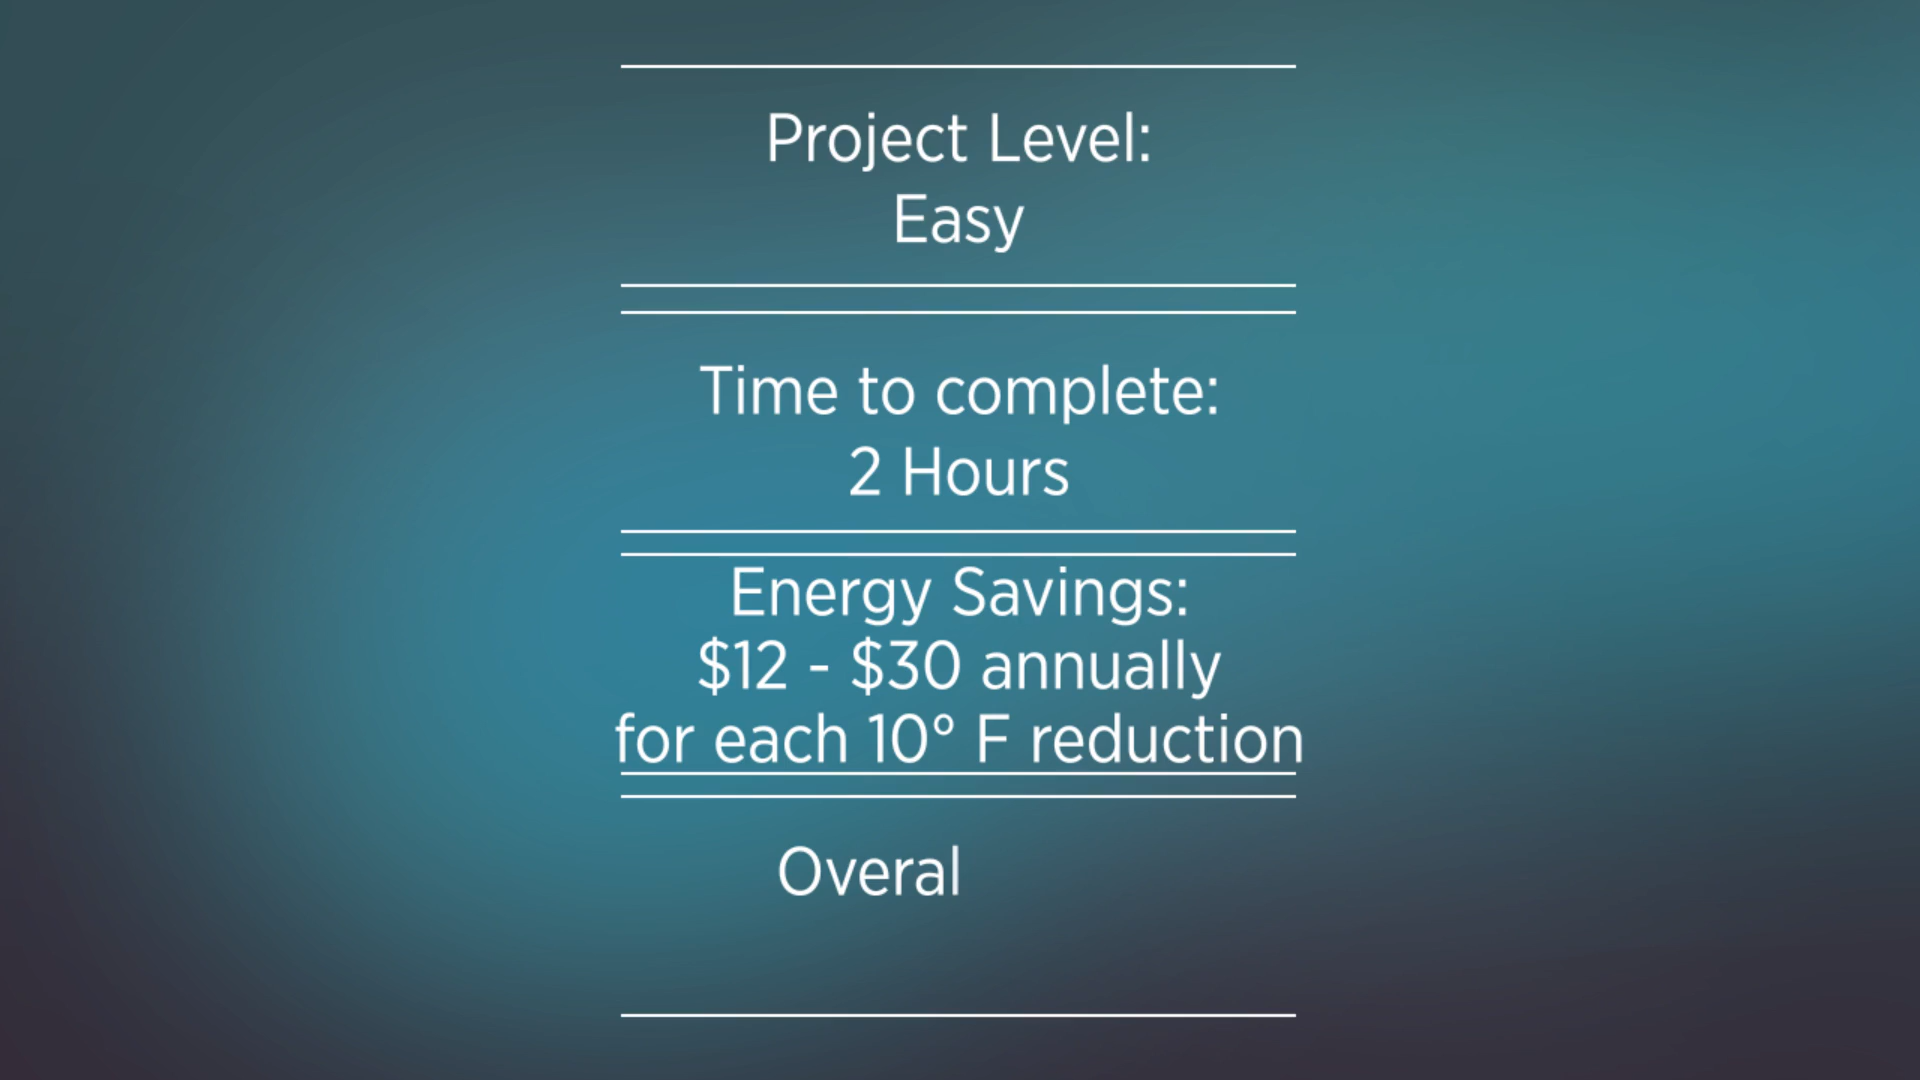 Project Level:
Easy
Time to complete:
2 Hours
Energy Savings:
$12 - $30 annually
for each 10° F reduction
Overal